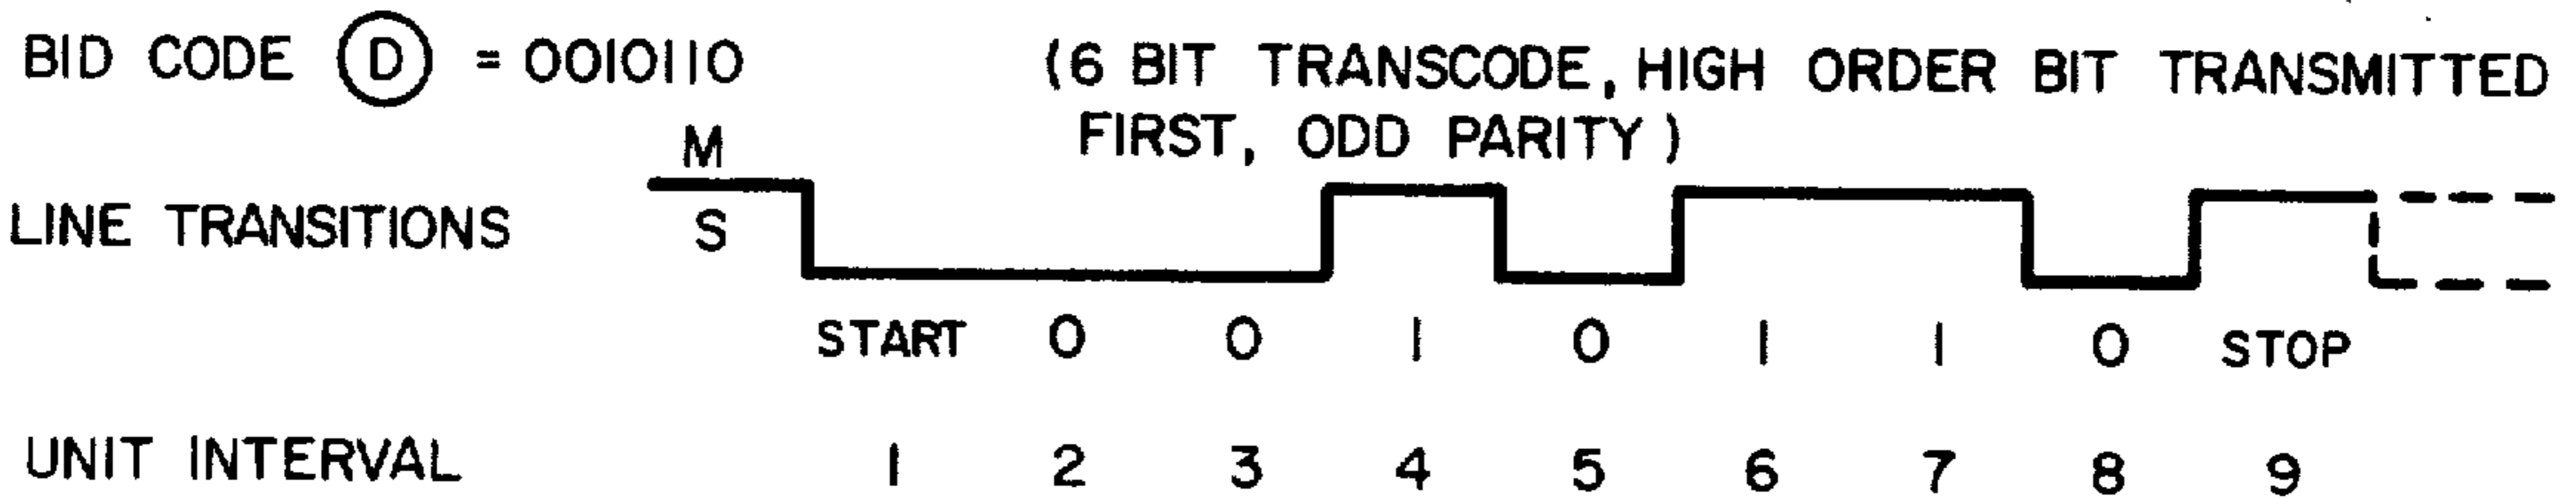 BID CODE D = 0010110 (6 BIT TRANSCODE, HIGH ORDER BIT TRANSMITTED
FIRST, ODD PARITY)
M
LINE TRANSITIONS S
START 0 0 1 0 1 1 0 STOP
UNIT INTERVAL 1 2 3 4 5 6 7 8 9